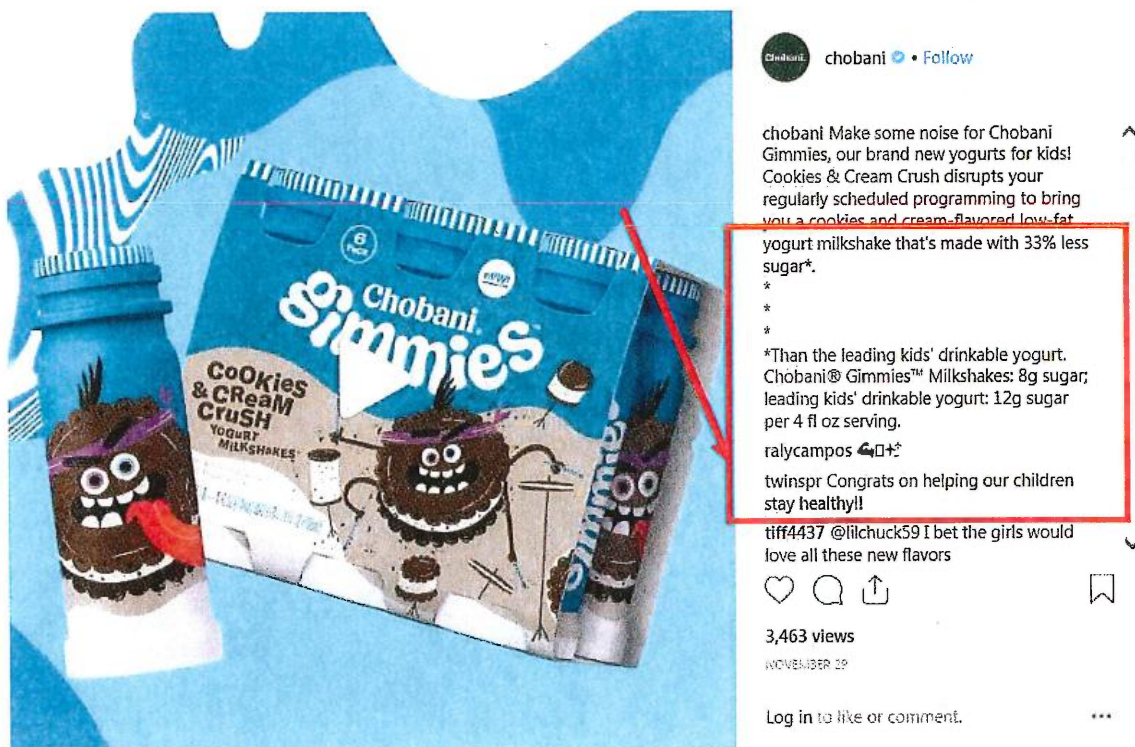 6
PACK
NEW!
Chobani.
gimmies™
COOKIES
& CREAM
CRUSH
YOGURT
MILKSHAKES
gimmies
Chobani.
chobani • Follow
chobani Make some noise for Chobani
Gimmies, our brand new yogurts for kids!
Cookies & Cream Crush disrupts your
regularly scheduled programming to bring
you a cookies and cream-flavored low-fat
yogurt milkshake that's made with 33% less
sugar*.
*
*
*
*Than the leading kids' drinkable yogurt.
Chobani® Gimmies™ Milkshakes: 8g sugar;
leading kids' drinkable yogurt: 12g sugar
per 4 fl oz serving.
ralycampos
twinspr Congrats on helping our children
stay healthy!!
tiff4437 @lilchuck59 I bet the girls would
love all these new flavors
3,463 views
NOVEMBER 29
Log in to like or comment.